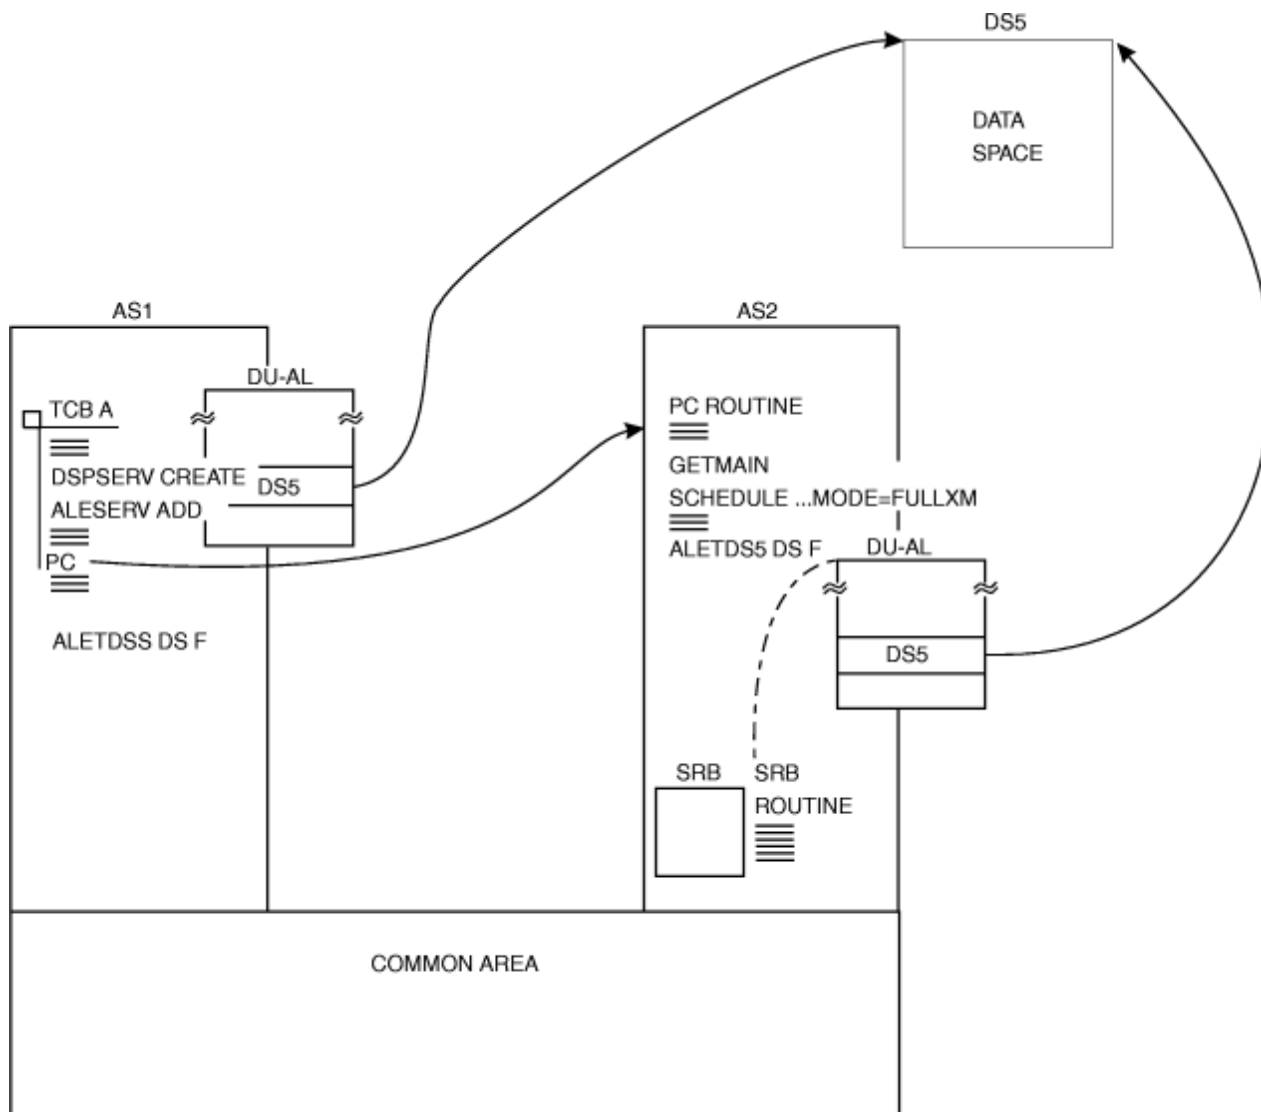 DS5
DATA
SPACE
AS1
DU-AL
TCB A
DSPSERV CREATE
DS5
ALESERV ADD
PC
ALETDSS DS F
AS2
PC ROUTINE
GETMAIN
SCHEDULE ...MODE=FULLXM
ALETDS5 DS F
DU-AL
DS5
SRB
SRB
ROUTINE
COMMON AREA